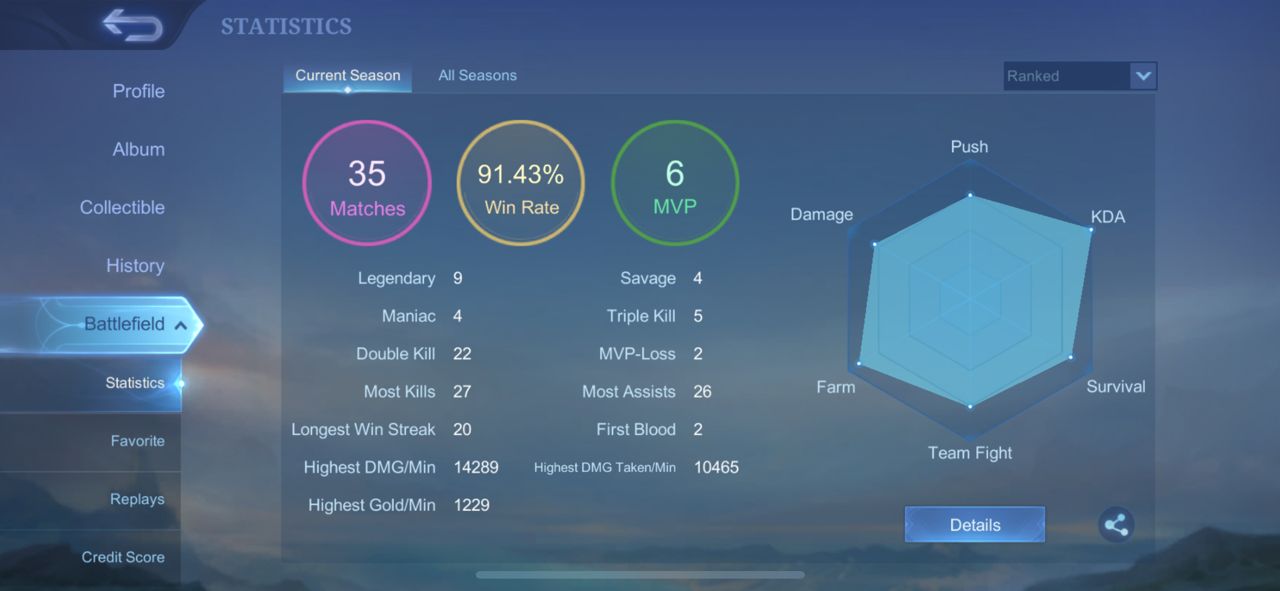 STATISTICS
Profile
Album
Collectible
History
Battlefield
Statistics
Favorite
Replays
Credit Score
Current Season
All Seasons
Ranked
35
Matches
91.43%
Win Rate
6
MVP
Legendary 9
Savage 4
Maniac 4
Triple Kill 5
Double Kill 22
MVP-Loss 2
Most Kills 27
Most Assists 26
Longest Win Streak 20
First Blood 2
Highest DMG/Min 14289
Highest DMG Taken/Min 10465
Highest Gold/Min 1229
Push
Damage
KDA
Farm
Survival
Team Fight
Details